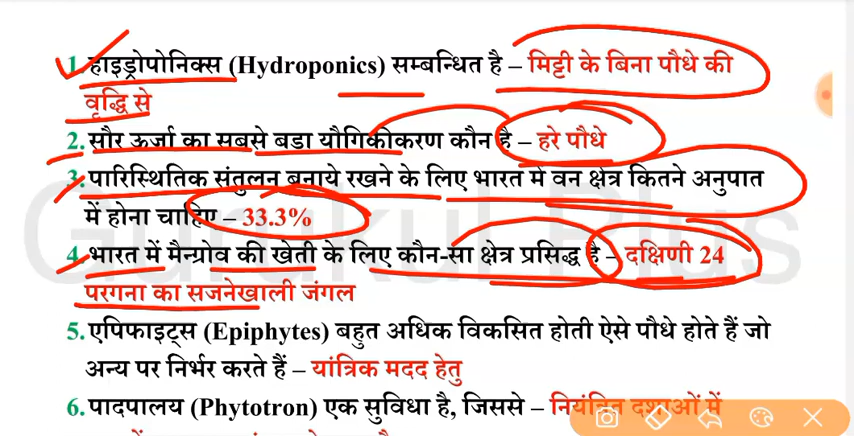 1. हाइड्रोपोनिक्स (Hydroponics) सम्बन्धित है – मिट्टी के बिना पौधे की
वृद्धि से
2. सौर ऊर्जा का सबसे बडा यौगिकीकरण कौन है – हरे पौधे
3. पारिस्थितिक संतुलन बनाये रखने के लिए भारत में वन क्षेत्र कितने अनुपात
में होना चाहिए – 33.3%
4. भारत में मैन्ग्रोव की खेती के लिए कौन-सा क्षेत्र प्रसिद्ध है – दक्षिणी 24
परगना का सजनेखाली जंगल
5. एपिफाइट्स (Epiphytes) बहुत अधिक विकसित होती ऐसे पौधे होते हैं जो
अन्य पर निर्भर करते हैं – यांत्रिक मदद हेतु
6. पादपालय (Phytotron) एक सुविधा है, जिससे – नियंत्रित दशाओं में
Gurukul Plus